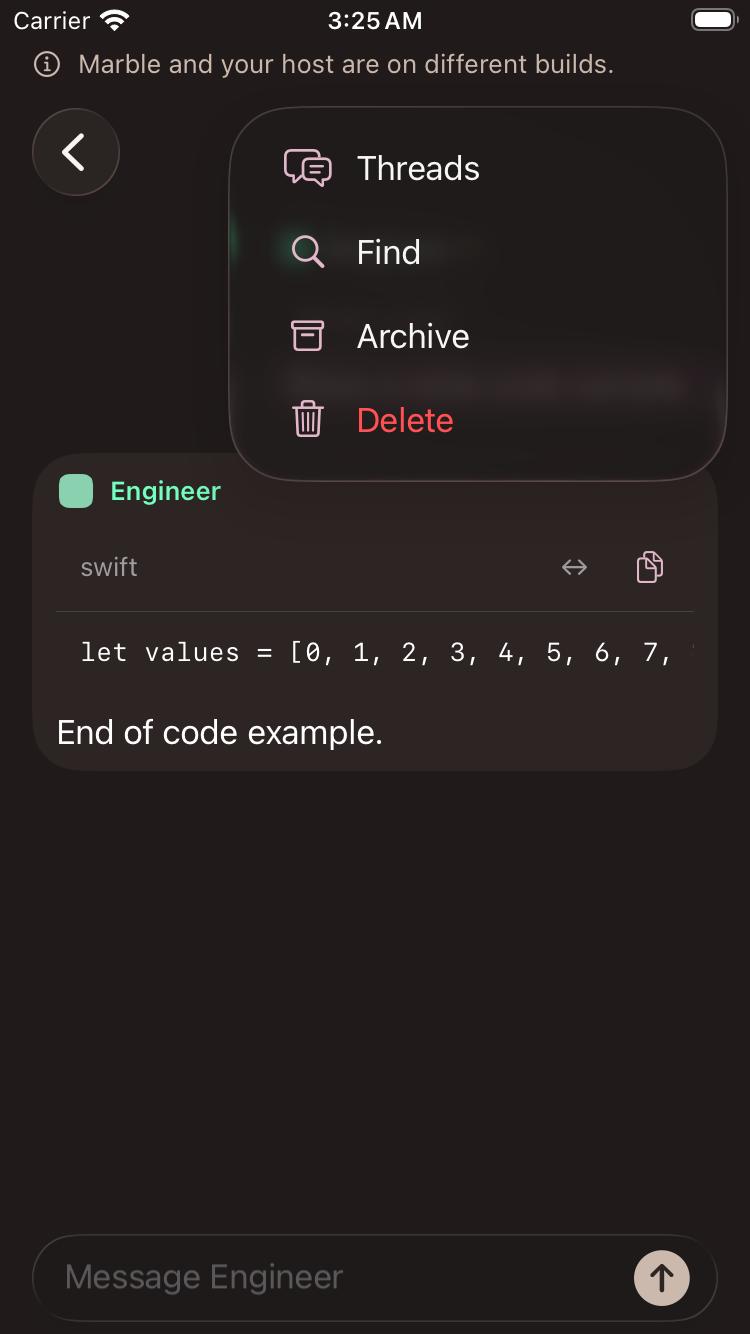 Carrier 3:25 AM
Marble and your host are on different builds.
Threads
Find
Archive
Delete
Engineer
swift
let values = [0, 1, 2, 3, 4, 5, 6, 7,
End of code example.
Message Engineer